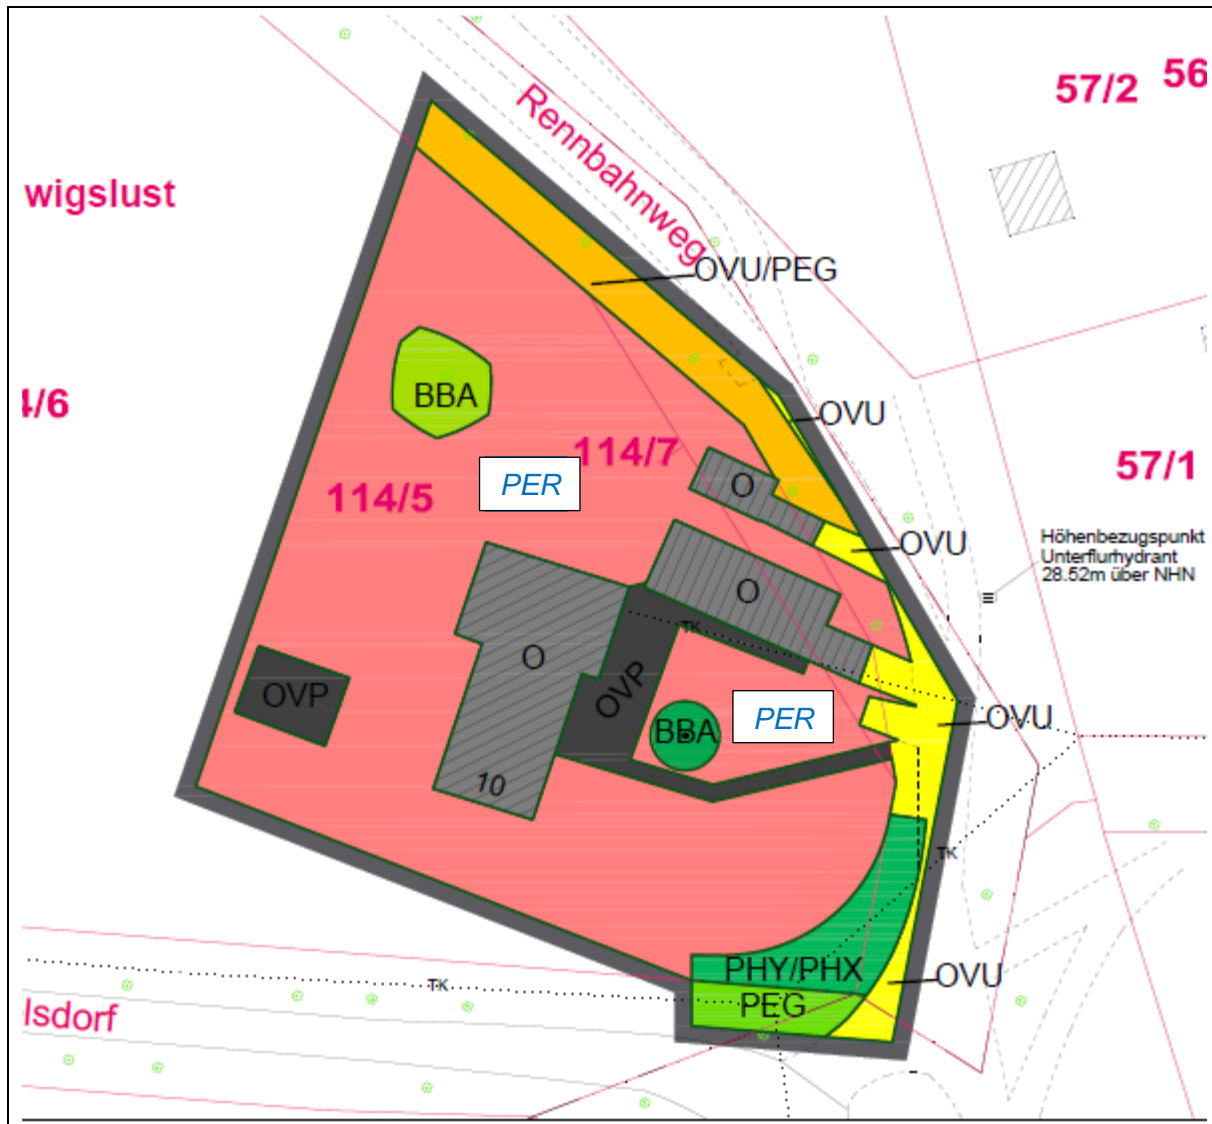 57/2
56
Rennbahnweg
wigslust
OVU/PEG
4/6
BBA
OVU
114/7
57/1
PER
O
114/5
OVU
Höhenbezugspunkt
Unterflurhydrant
28.52m über NHN
O
TK
O
OVP
OVP
PER
BBA
OVU
10
TK
PHY/PHX
OVU
TK
PEG
lsdorf